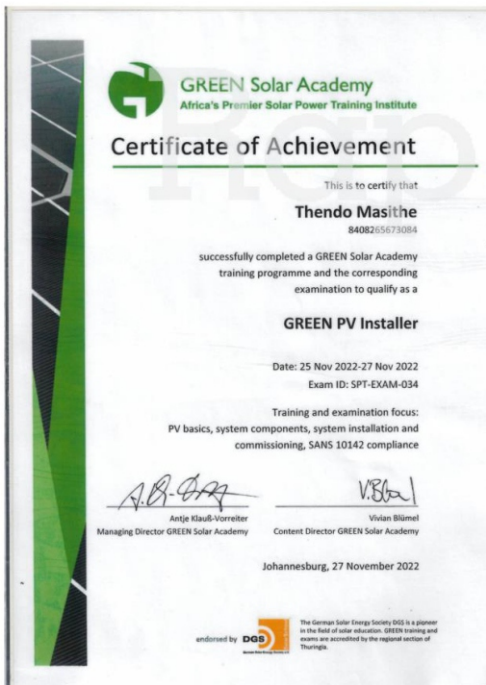 GREEN Solar Academy
Africa's Premier Solar Power Training Institute
Certificate of Achievement
This is to certify that
Thendo Masithe
8408265673084
successfully completed a GREEN Solar Academy
training programme and the corresponding
examination to qualify as a
GREEN PV Installer
Date: 25 Nov 2022-27 Nov 2022
Exam ID: SPT-EXAM-034
Training and examination focus:
PV basics, system components, system installation and
commissioning, SANS 10142 compliance
Antje Klauß-Vorreiter
Managing Director GREEN Solar Academy
Vivian Blümel
Content Director GREEN Solar Academy
Johannesburg, 27 November 2022
endorsed by DGS
The German Solar Energy Society DGS is a pioneer
in the field of solar education. GREEN training and
exams are accredited by the regional section of
Thuringia.